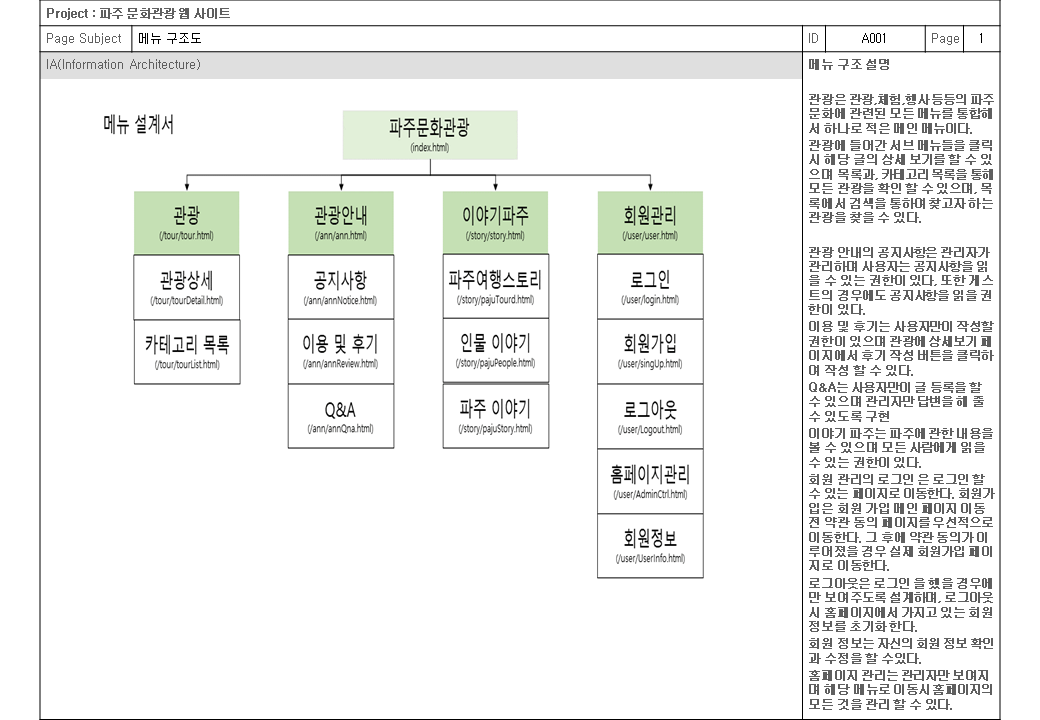 Project : 파주 문화관광 웹 사이트
Page Subject 메뉴 구조도 ID A001 Page 1
IA(Information Architecture)
메뉴 설계서
파주문화관광
(index.html)
관광
(/tour/tour.html)
관광상세
(/tour/tourDetail.html)
카테고리 목록
(/tour/tourList.html)
관광안내
(/ann/ann.html)
공지사항
(/ann/annNotice.html)
이용 및 후기
(/ann/annReview.html)
Q&A
(/ann/annQna.html)
이야기파주
(/story/story.html)
파주여행스토리
(/story/pajuTourd.html)
인물 이야기
(/story/pajuPeople.html)
파주 이야기
(/story/pajuStory.html)
회원관리
(/user/user.html)
로그인
(/user/login.html)
회원가입
(/user/singUp.html)
로그아웃
(/user/Logout.html)
홈페이지관리
(/user/AdminCtrl.html)
회원정보
(/user/UserInfo.html)
메뉴 구조 설명
관광은 관광,체험,행사 등등의 파주
문화에 관련된 모든 메뉴를 통합해
서 하나로 적은 메인 메뉴이다.
관광에 들어간 서브 메뉴들을 클릭
시 해당 글의 상세 보기를 할 수 있
으며 목록과, 카테고리 목록을 통해
모든 관광을 확인 할 수 있으며, 목
록에서 검색을 통하여 찾고자 하는
관광을 찾을 수 있다.
관광 안내의 공지사항은 관리자가
관리하며 사용자는 공지사항을 읽
을 수 있는 권한이 있다, 또한 게스
트의 경우에도 공지사항을 읽을 권
한이 있다.
이용 및 후기는 사용자만이 작성할
권한이 있으며 관광에 상세보기 페
이지에서 후기 작성 버튼을 클릭하
여 작성 할 수 있다.
Q&A는 사용자만이 글 등록을 할
수 있으며 관리자만 답변을 해 줄
수 있도록 구현
이야기 파주는 파주에 관한 내용을
볼 수 있으며 모든 사람에게 읽을
수 있는 권한이 있다.
회원 관리의 로그인 은 로그인 할
수 있는 페이지로 이동한다. 회원가
입은 회원 가입 메인 페이지 이동
전 약관 동의 페이지를 우선적으로
이동한다. 그 후에 약관 동의가 이
루어졌을 경우 실제 회원가입 페이
지로 이동한다.
로그아웃은 로그인 을 했을 경우에
만 보여주도록 설계하며, 로그아웃
시 홈페이지에서 가지고 있는 회원
정보를 초기화 한다.
회원 정보는 자신의 회원 정보 확인
과 수정을 할 수있다.
홈페이지 관리는 관리자만 보여지
며 해당 메뉴로 이동시 홈페이지의
모든 것을 관리 할 수 있다.